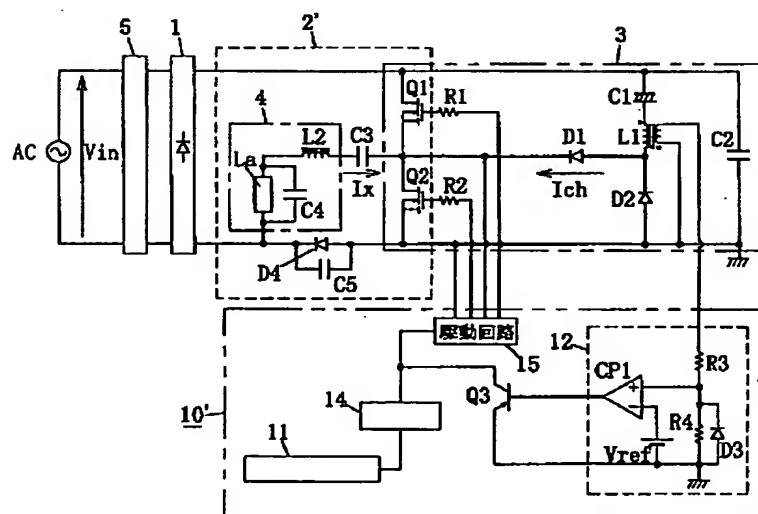 5
1
2'
3
4
Q1
R1
C1
L2
C3
D1
L1
C2
AC
Vin
La
Q2
Ix
R2
Ich
D2
C4
D4
C5
駆動回路
15
12
R3
CP1
+
−
14
Q3
R4
10'
11
Vref
D3